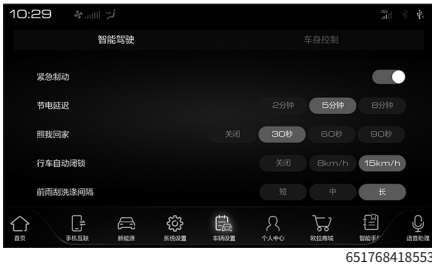 10:29
智能驾驶 车身控制
紧急制动
节电延迟 2分钟 5分钟 8分钟
照我回家 关闭 30秒 60秒 90秒
行车自动闭锁 关闭 8km/h 15km/h
前雨刮洗涤间隔 短 中 长
首页 手机互联 新能源 系统设置 车辆设置 个人中心 欧拉商城 智能手 语音助理
651768418553